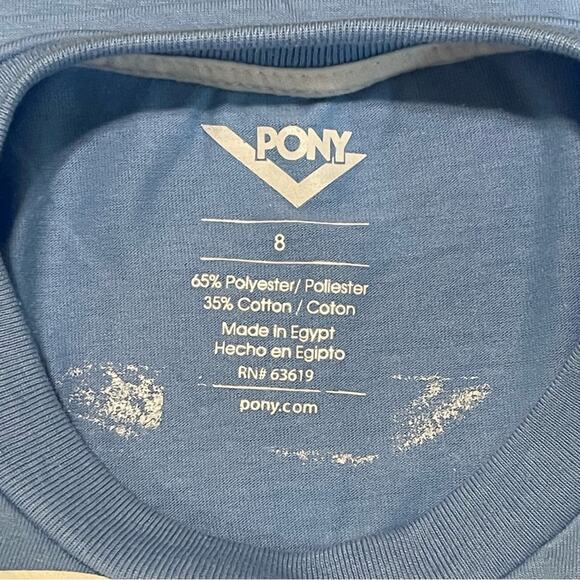 PONY
8
65% Polyester/ Poliester
35% Cotton / Coton
Made in Egypt
Hecho en Egipto
RN# 63619
pony.com